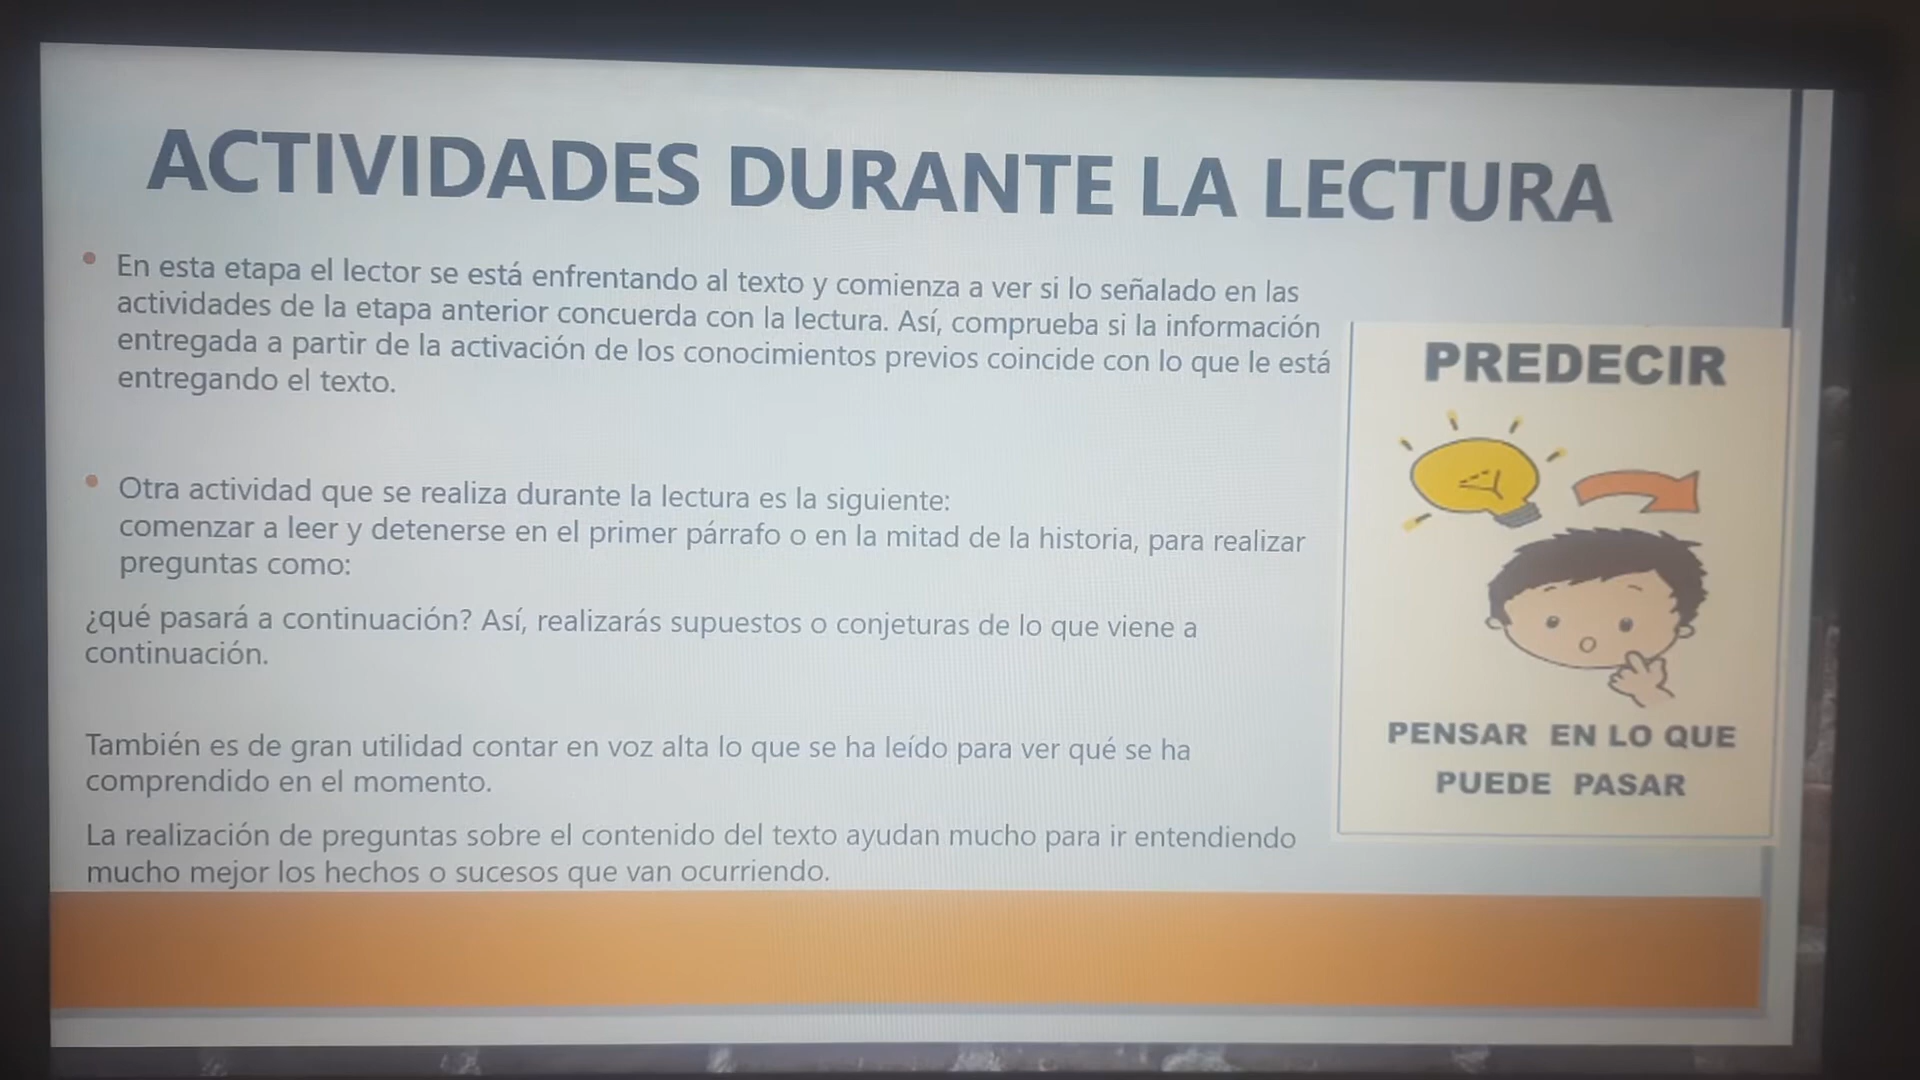 ACTIVIDADES DURANTE LA LECTURA
En esta etapa el lector se está enfrentando al texto y comienza a ver si lo señalado en las
actividades de la etapa anterior concuerda con la lectura. Así, comprueba si la información
entregada a partir de la activación de los conocimientos previos coincide con lo que le está
entregando el texto.
Otra actividad que se realiza durante la lectura es la siguiente:
comenzar a leer y detenerse en el primer párrafo o en la mitad de la historia, para realizar
preguntas como:
¿qué pasará a continuación? Así, realizarás supuestos o conjeturas de lo que viene a
continuación.
También es de gran utilidad contar en voz alta lo que se ha leído para ver qué se ha
comprendido en el momento.
La realización de preguntas sobre el contenido del texto ayudan mucho para ir entendiendo
mucho mejor los hechos o sucesos que van ocurriendo.
PREDECIR
PENSAR EN LO QUE
PUEDE PASAR